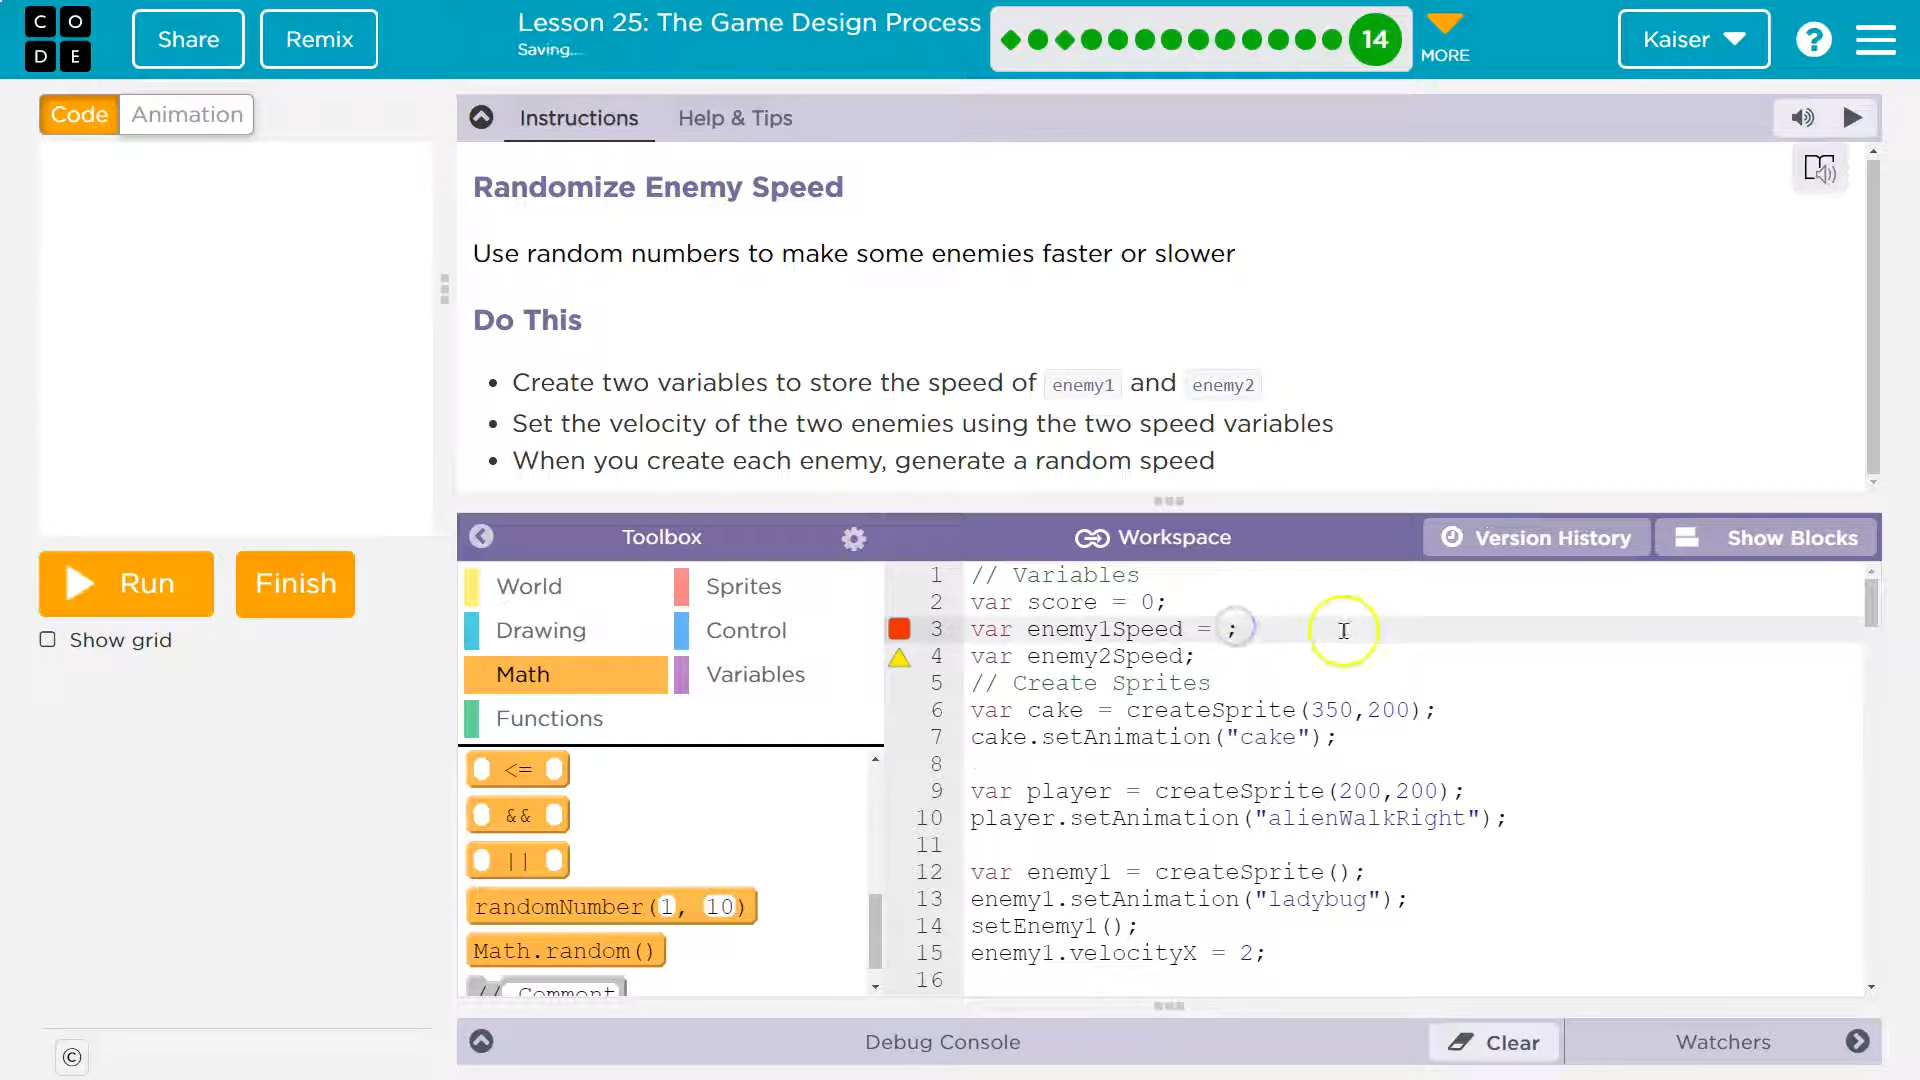 C O D E
Share
Remix
Lesson 25: The Game Design Process
Saving...
14
MORE
Kaiser
?
Code
Animation
Instructions
Help & Tips
Randomize Enemy Speed
Use random numbers to make some enemies faster or slower
Do This
Create two variables to store the speed of enemy1 and enemy2
Set the velocity of the two enemies using the two speed variables
When you create each enemy, generate a random speed
Run
Finish
Show grid
Toolbox
Workspace
Version History
Show Blocks
World
Sprites
Drawing
Control
Math
Variables
Functions
<=
&&
||
randomNumber(1, 10)
Math.random()
// Comment
1 // Variables
2 var score = 0;
3 var enemy1Speed = ;
4 var enemy2Speed;
5 // Create Sprites
6 var cake = createSprite(350,200);
7 cake.setAnimation("cake");
8
9 var player = createSprite(200,200);
10 player.setAnimation("alienWalkRight");
11
12 var enemy1 = createSprite();
13 enemy1.setAnimation("ladybug");
14 setEnemy1();
15 enemy1.velocityX = 2;
16
Debug Console
Clear
Watchers
©